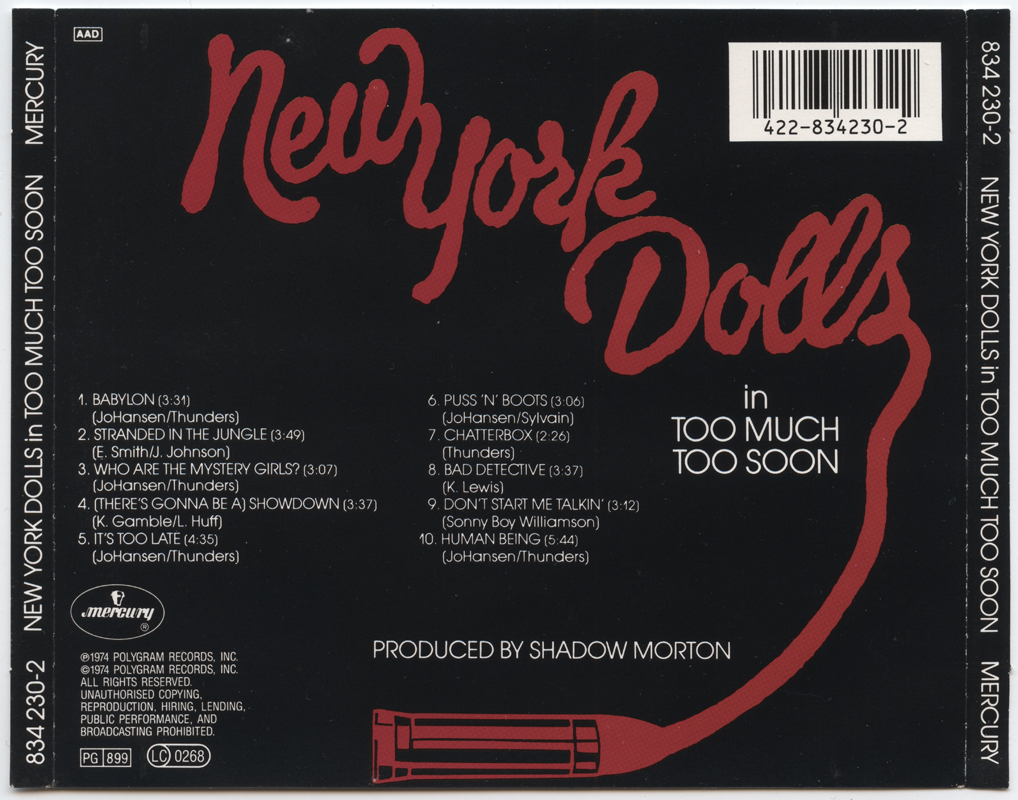 AAD
New York
Dolls
422-834230-2
in
TOO MUCH
TOO SOON
1. BABYLON (3:31)
(JoHansen/Thunders)
2. STRANDED IN THE JUNGLE (3:49)
(E. Smith/J. Johnson)
3. WHO ARE THE MYSTERY GIRLS? (3:07)
(JoHansen/Thunders)
4. (THERE'S GONNA BE A) SHOWDOWN (3:37)
(K. Gamble/L. Huff)
5. IT'S TOO LATE (4:35)
(JoHansen/Thunders)
6. PUSS 'N' BOOTS (3:06)
(JoHansen/Sylvain)
7. CHATTERBOX (2:26)
(Thunders)
8. BAD DETECTIVE (3:37)
(K. Lewis)
9. DON'T START ME TALKIN' (3:12)
(Sonny Boy Williamson)
10. HUMAN BEING (5:44)
(JoHansen/Thunders)
mercury ®
PRODUCED BY SHADOW MORTON
℗1974 POLYGRAM RECORDS, INC.
©1974 POLYGRAM RECORDS, INC.
ALL RIGHTS RESERVED.
UNAUTHORISED COPYING,
REPRODUCTION, HIRING, LENDING,
PUBLIC PERFORMANCE, AND
BROADCASTING PROHIBITED.
PG 899
LC 0268
834 230-2 NEW YORK DOLLS in TOO MUCH TOO SOON MERCURY
834 230-2 NEW YORK DOLLS in TOO MUCH TOO SOON MERCURY